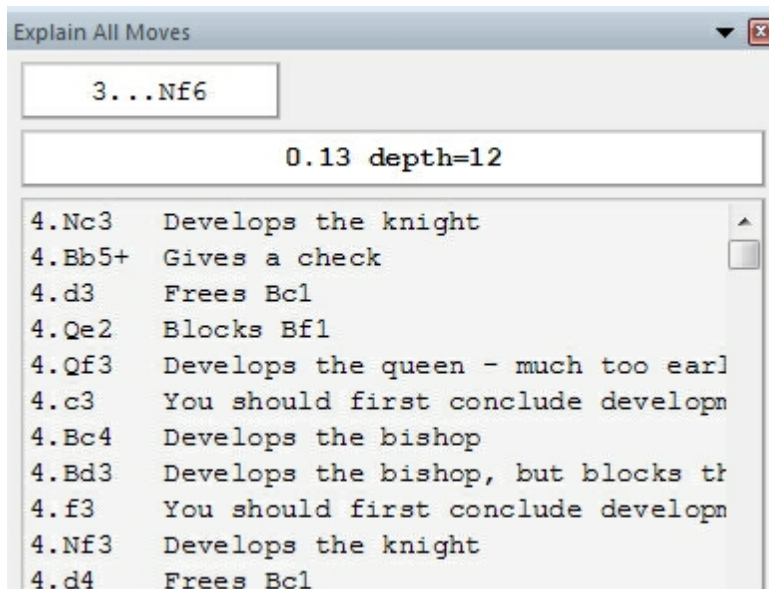 Explain All Moves
3...Nf6
0.13 depth=12
4.Nc3 Develops the knight
4.Bb5+ Gives a check
4.d3 Frees Bc1
4.Qe2 Blocks Bf1
4.Qf3 Develops the queen - much too earl
4.c3 You should first conclude developm
4.Bc4 Develops the bishop
4.Bd3 Develops the bishop, but blocks th
4.f3 You should first conclude developm
4.Nf3 Develops the knight
4.d4 Frees Bc1